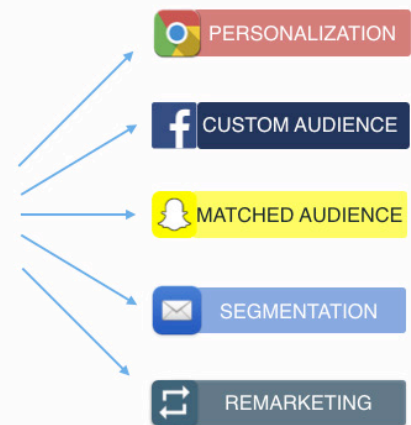 PERSONALIZATION
f CUSTOM AUDIENCE
MATCHED AUDIENCE
SEGMENTATION
REMARKETING